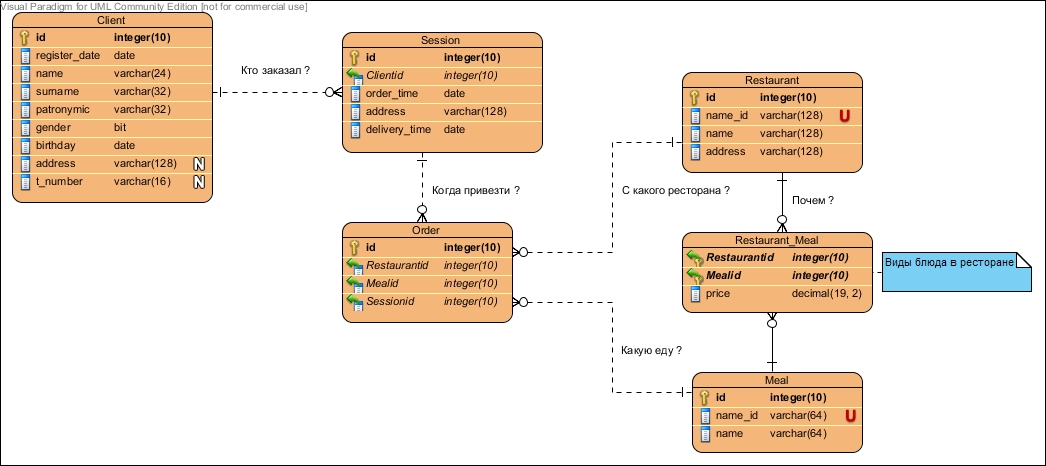 Visual Paradigm for UML Community Edition [not for commercial use]
Client
id integer(10)
register_date date
name varchar(24)
surname varchar(32)
patronymic varchar(32)
gender bit
birthday date
address varchar(128) N
t_number varchar(16) N
Кто заказал ?
Session
id integer(10)
Clientid integer(10)
order_time date
address varchar(128)
delivery_time date
Когда привезти ?
Order
id integer(10)
Restaurantid integer(10)
Mealid integer(10)
Sessionid integer(10)
С какого ресторана ?
Какую еду ?
Restaurant
id integer(10)
name_id varchar(128) U
name varchar(128)
address varchar(128)
Почем ?
Restaurant_Meal
Restaurantid integer(10)
Mealid integer(10)
price decimal(19, 2)
Виды блюда в ресторане
Meal
id integer(10)
name_id varchar(64) U
name varchar(64)